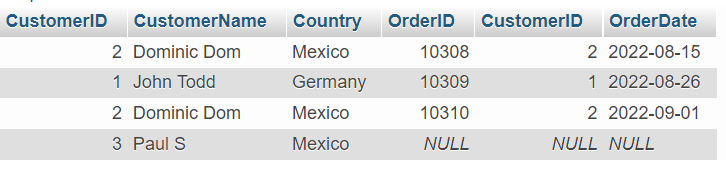 CustomerID CustomerName Country OrderID CustomerID OrderDate
2 Dominic Dom Mexico 10308 2 2022-08-15
1 John Todd Germany 10309 1 2022-08-26
2 Dominic Dom Mexico 10310 2 2022-09-01
3 Paul S Mexico NULL NULL NULL